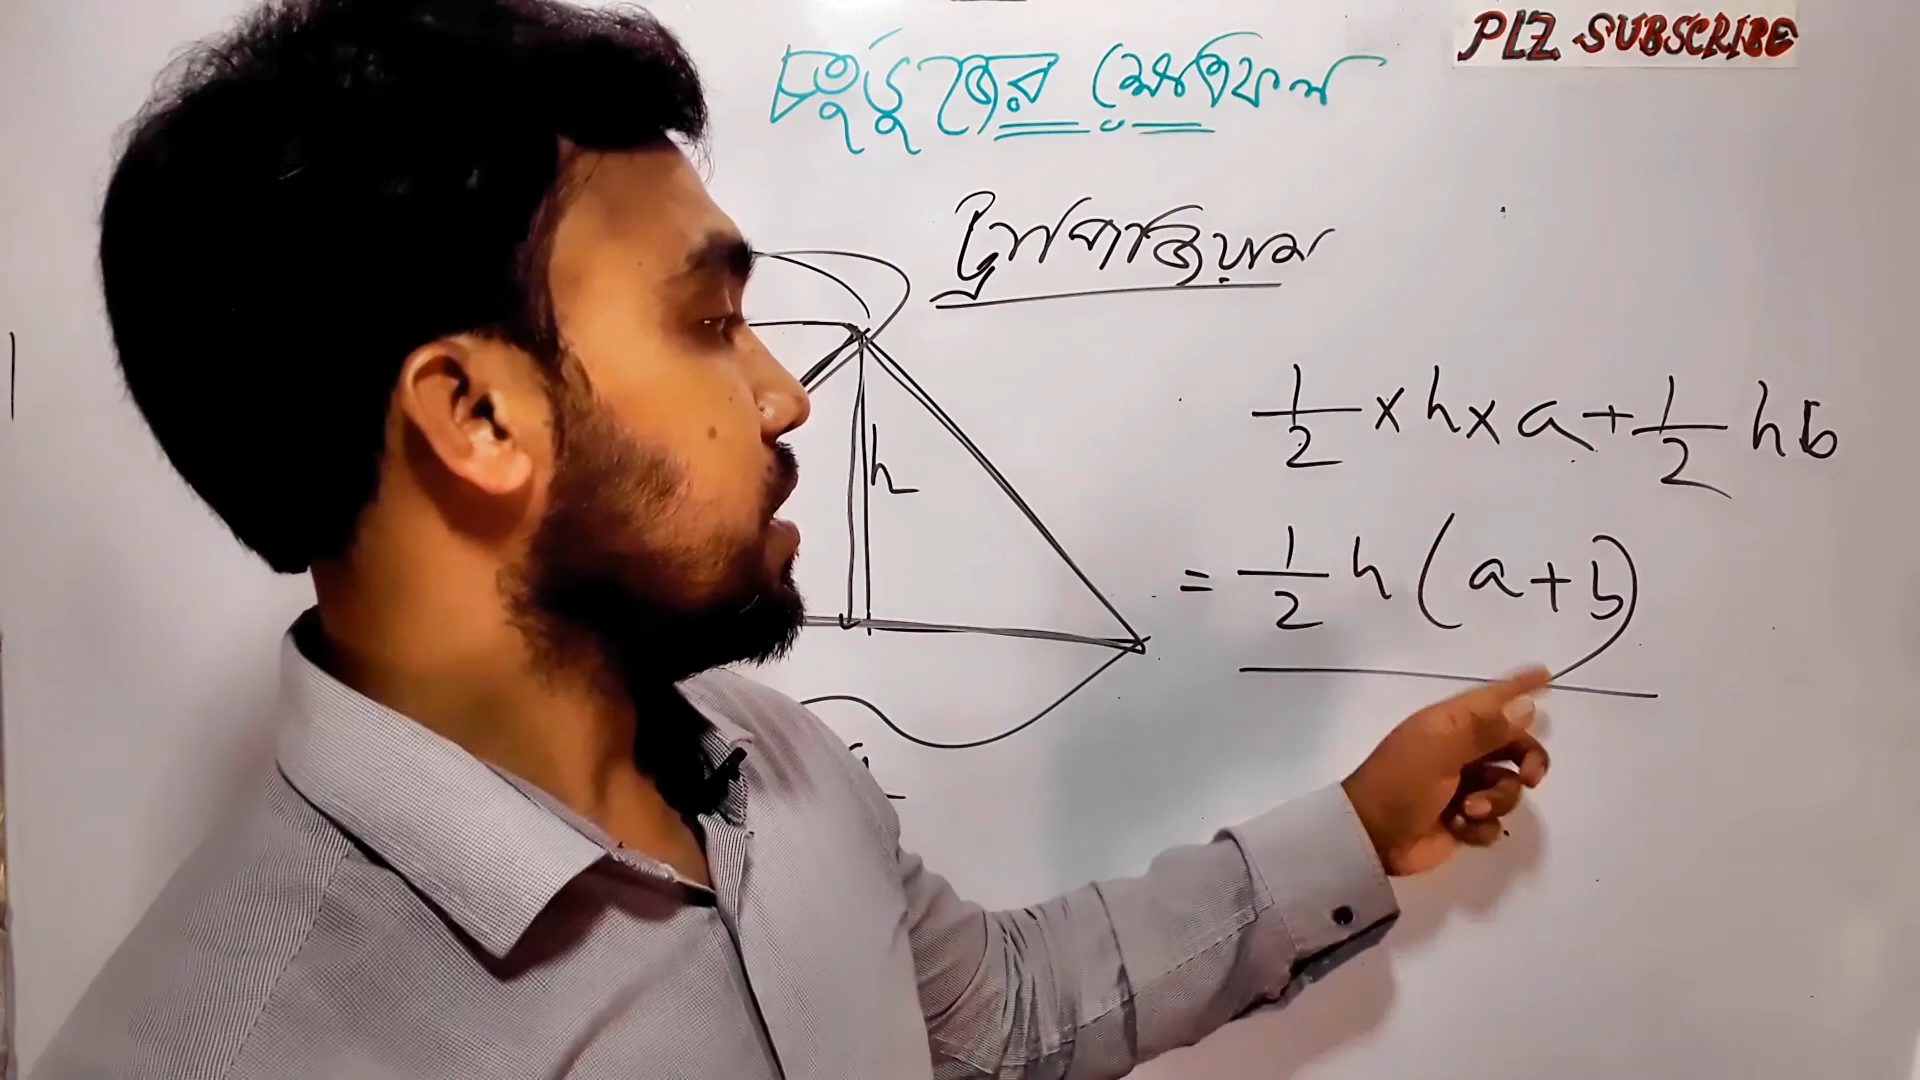 PLZ SUBSCRIBE
চতুর্ভুজের ক্ষেত্রফল
ট্রাপিজিয়াম
h
1/2 × h × a + 1/2 hb
= 1/2 h (a + b)